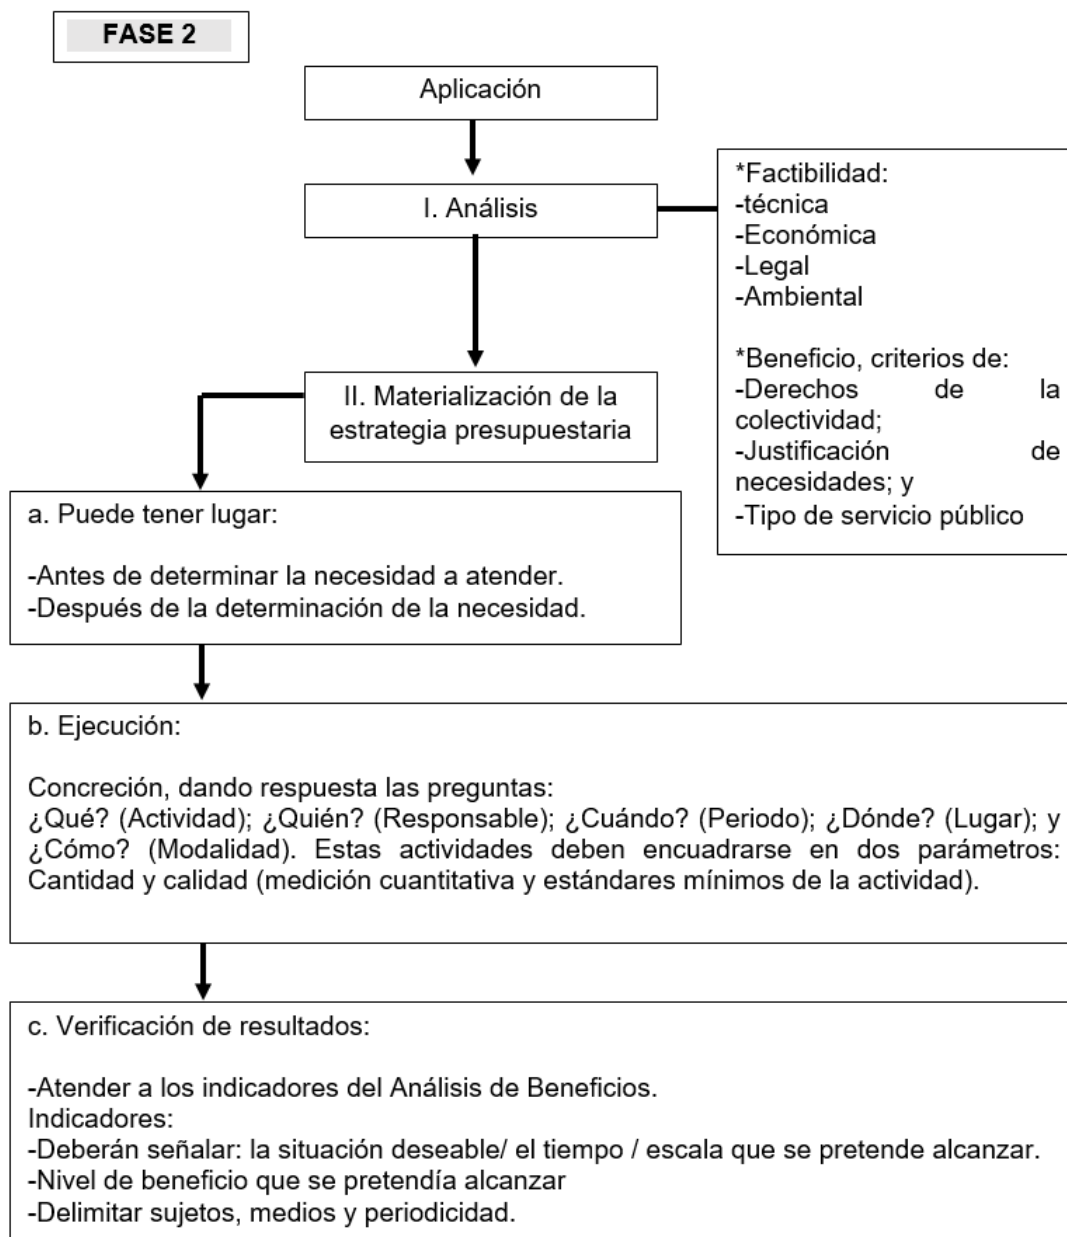 FASE 2
Aplicación
I. Análisis
*Factibilidad:
-técnica
-Económica
-Legal
-Ambiental
*Beneficio, criterios de:
-Derechos de la
colectividad;
-Justificación de
necesidades; y
-Tipo de servicio público
II. Materialización de la
estrategia presupuestaria
a. Puede tener lugar:
-Antes de determinar la necesidad a atender.
-Después de la determinación de la necesidad.
b. Ejecución:
Concreción, dando respuesta las preguntas:
¿Qué? (Actividad); ¿Quién? (Responsable); ¿Cuándo? (Periodo); ¿Dónde? (Lugar); y
¿Cómo? (Modalidad). Estas actividades deben encuadrarse en dos parámetros:
Cantidad y calidad (medición cuantitativa y estándares mínimos de la actividad).
c. Verificación de resultados:
-Atender a los indicadores del Análisis de Beneficios.
Indicadores:
-Deberán señalar: la situación deseable/ el tiempo / escala que se pretende alcanzar.
-Nivel de beneficio que se pretendía alcanzar
-Delimitar sujetos, medios y periodicidad.